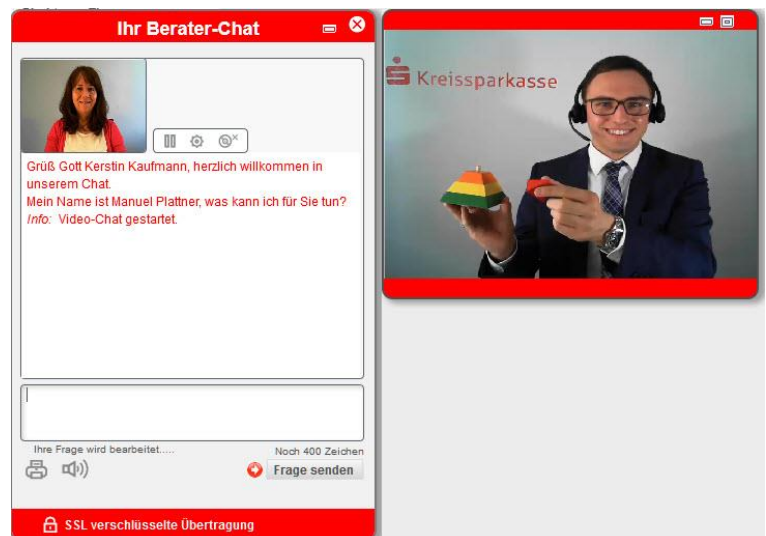 Ihr Berater-Chat
Grüß Gott Kerstin Kaufmann, herzlich willkommen in
unserem Chat.
Mein Name ist Manuel Plattner, was kann ich für Sie tun?
Info: Video-Chat gestartet.
Ihre Frage wird bearbeitet.....
Noch 400 Zeichen
Frage senden
SSL verschlüsselte Übertragung
Kreissparkasse